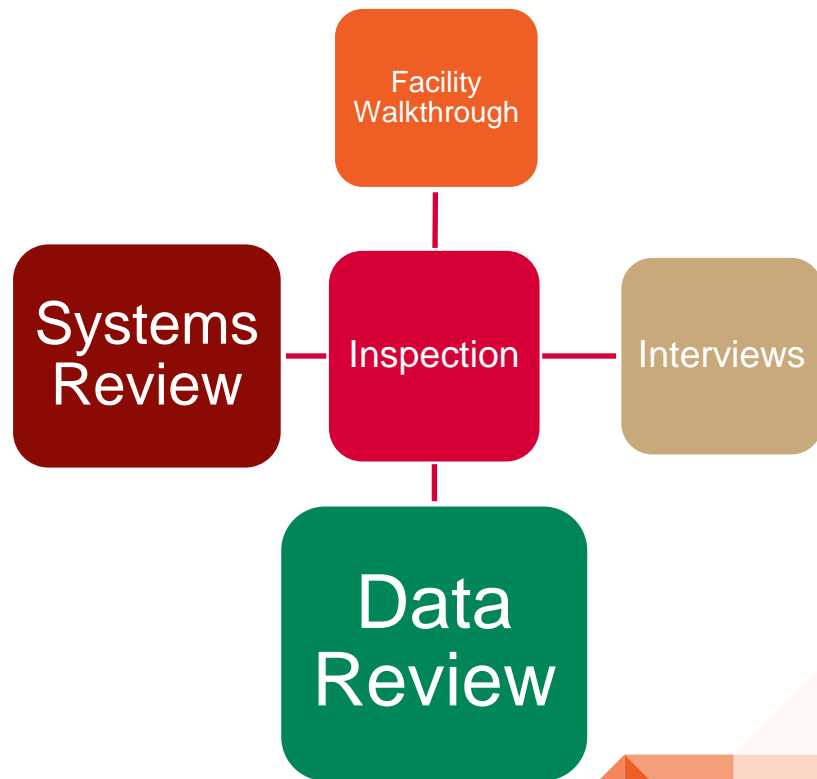 Facility
Walkthrough
Systems
Review
Inspection
Interviews
Data
Review